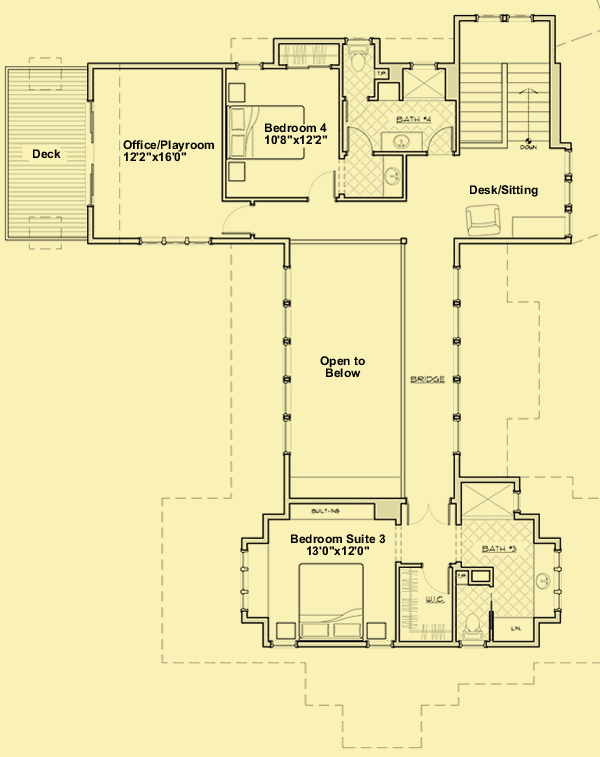 T/P
BATH #4
Bedroom 4
10'8"x12'2"
Deck
Office/Playroom
12'2"x16'0"
DOWN
Desk/Sitting
Open to
Below
BRIDGE
BUILT-INS
Bedroom Suite 3
13'0"x12'0"
BATH #3
T/P
W.I.C.
LIN.